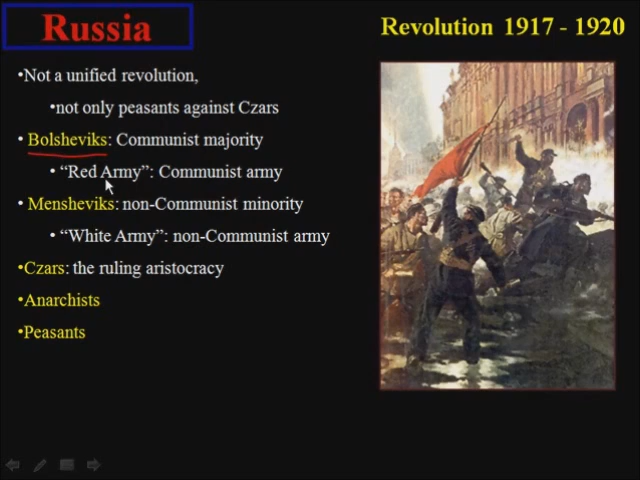 Russia
Revolution 1917 - 1920
•Not a unified revolution,
•not only peasants against Czars
• Bolsheviks: Communist majority
• “Red Army”: Communist army
• Mensheviks: non-Communist minority
• “White Army”: non-Communist army
•Czars: the ruling aristocracy
•Anarchists
•Peasants